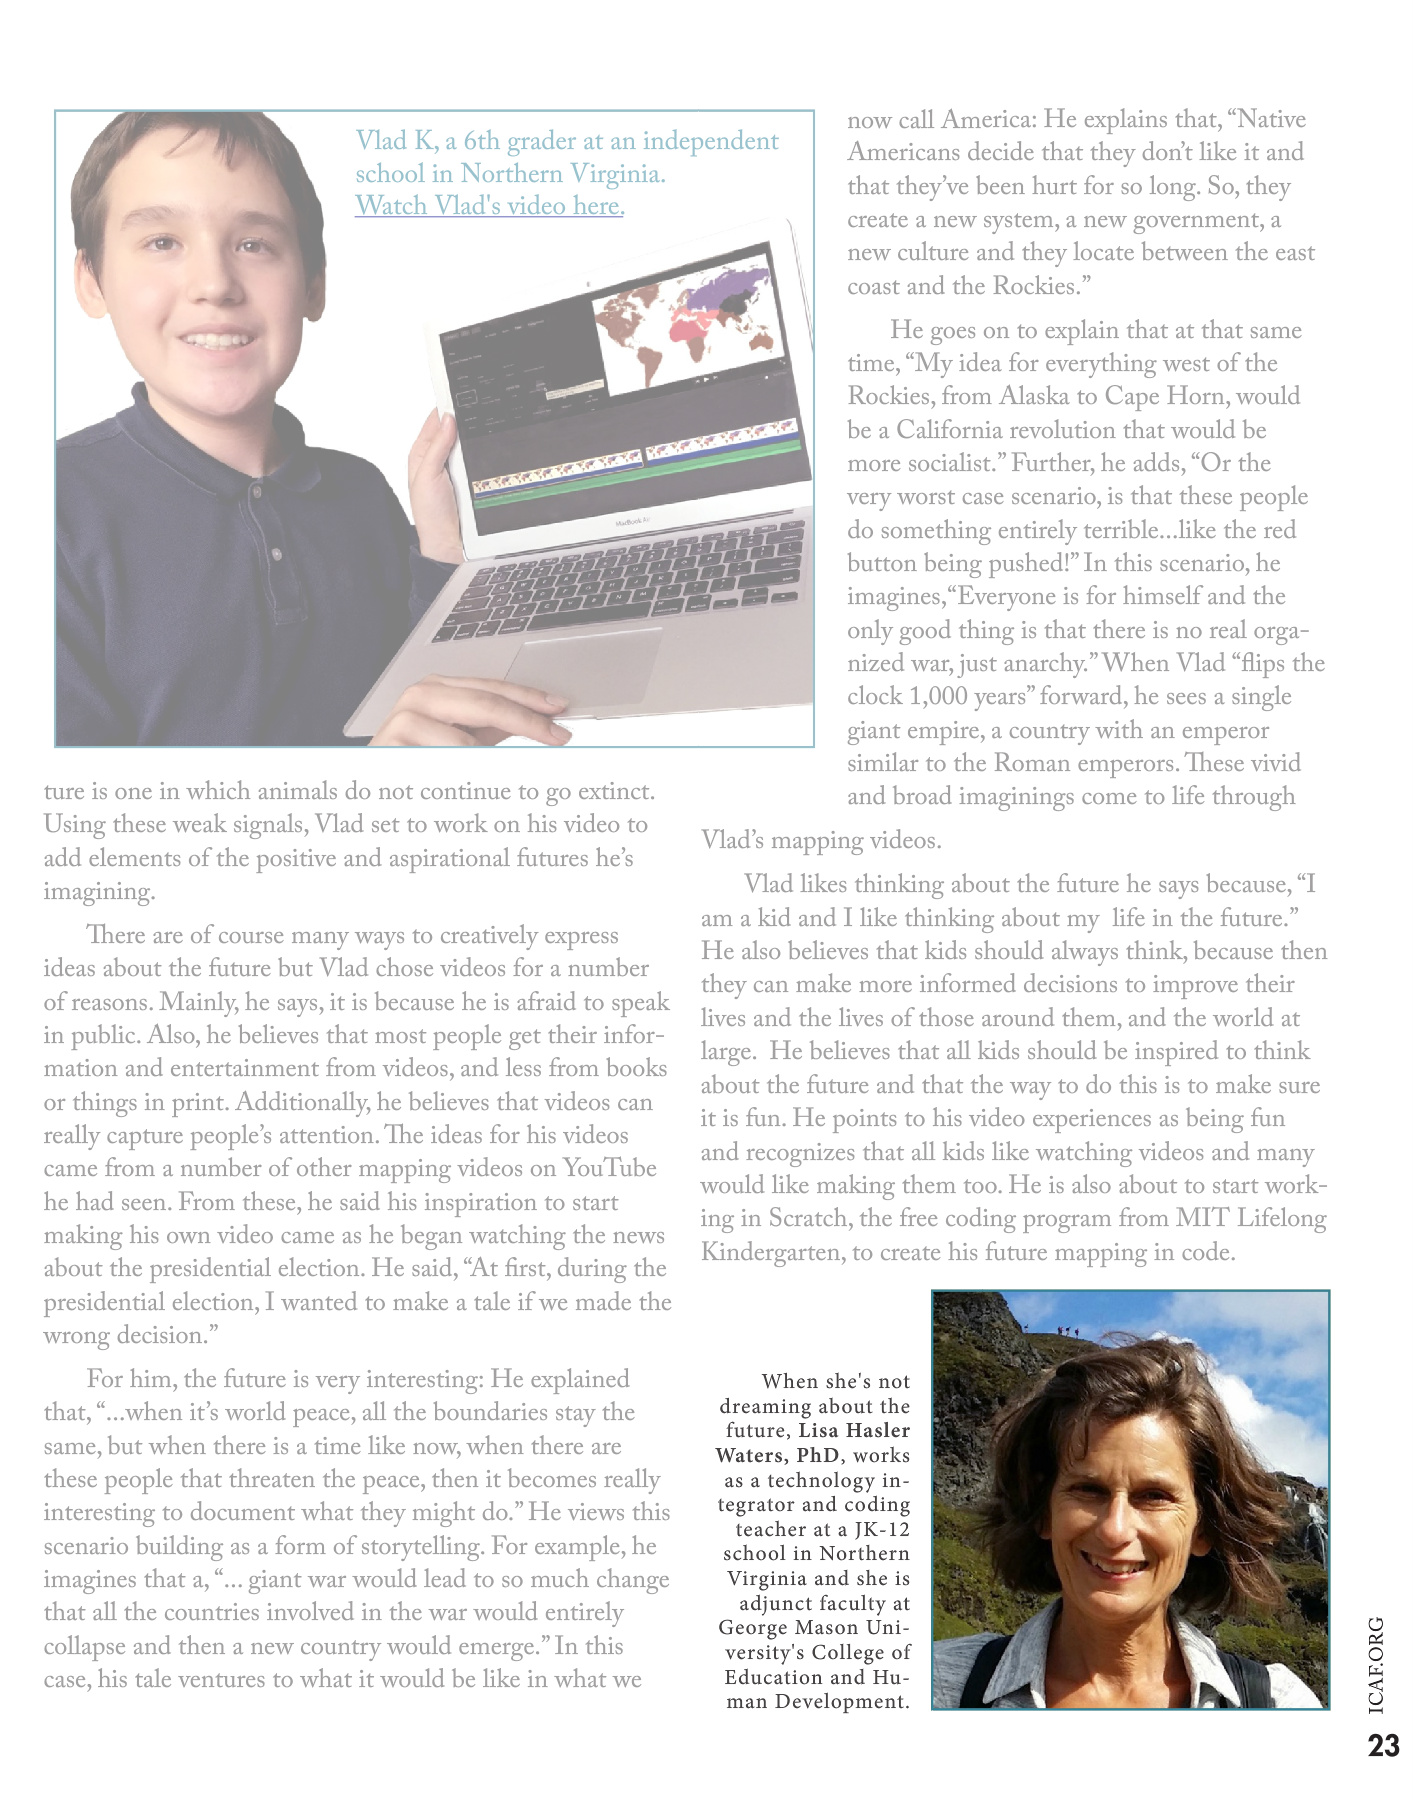 Vlad K, a 6th grader at an independent
school in Northern Virginia.
Watch Vlad's video here.
MacBook Air
ture is one in which animals do not continue to go extinct.
Using these weak signals, Vlad set to work on his video to
add elements of the positive and aspirational futures he’s
imagining.
There are of course many ways to creatively express
ideas about the future but Vlad chose videos for a number
of reasons. Mainly, he says, it is because he is afraid to speak
in public. Also, he believes that most people get their infor-
mation and entertainment from videos, and less from books
or things in print. Additionally, he believes that videos can
really capture people’s attention. The ideas for his videos
came from a number of other mapping videos on YouTube
he had seen. From these, he said his inspiration to start
making his own video came as he began watching the news
about the presidential election. He said, “At first, during the
presidential election, I wanted to make a tale if we made the
wrong decision.”
For him, the future is very interesting: He explained
that, “...when it’s world peace, all the boundaries stay the
same, but when there is a time like now, when there are
these people that threaten the peace, then it becomes really
interesting to document what they might do.” He views this
scenario building as a form of storytelling. For example, he
imagines that a, “... giant war would lead to so much change
that all the countries involved in the war would entirely
collapse and then a new country would emerge.” In this
case, his tale ventures to what it would be like in what we
now call America: He explains that, “Native
Americans decide that they don’t like it and
that they’ve been hurt for so long. So, they
create a new system, a new government, a
new culture and they locate between the east
coast and the Rockies.”
He goes on to explain that at that same
time, “My idea for everything west of the
Rockies, from Alaska to Cape Horn, would
be a California revolution that would be
more socialist.” Further, he adds, “Or the
very worst case scenario, is that these people
do something entirely terrible...like the red
button being pushed!” In this scenario, he
imagines,“Everyone is for himself and the
only good thing is that there is no real orga-
nized war, just anarchy.” When Vlad “flips the
clock 1,000 years” forward, he sees a single
giant empire, a country with an emperor
similar to the Roman emperors. These vivid
and broad imaginings come to life through
Vlad’s mapping videos.
Vlad likes thinking about the future he says because, “I
am a kid and I like thinking about my life in the future.”
He also believes that kids should always think, because then
they can make more informed decisions to improve their
lives and the lives of those around them, and the world at
large. He believes that all kids should be inspired to think
about the future and that the way to do this is to make sure
it is fun. He points to his video experiences as being fun
and recognizes that all kids like watching videos and many
would like making them too. He is also about to start work-
ing in Scratch, the free coding program from MIT Lifelong
Kindergarten, to create his future mapping in code.
When she's not
dreaming about the
future, Lisa Hasler
Waters, PhD, works
as a technology in-
tegrator and coding
teacher at a JK-12
school in Northern
Virginia and she is
adjunct faculty at
George Mason Uni-
versity's College of
Education and Hu-
man Development.
ICAF.ORG
23